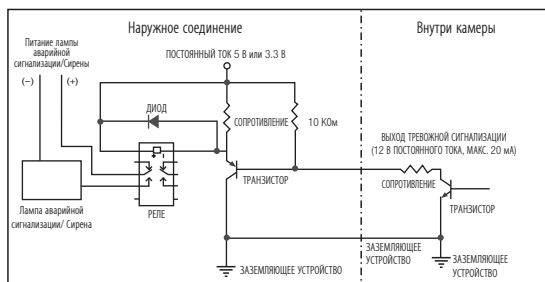 Наружное соединение
Внутри камеры
Питание лампы
аварийной
сигнализации/Сирены
(−)
(+)
ПОСТОЯННЫЙ ТОК 5 В или 3.3 В
ДИОД
СОПРОТИВЛЕНИЕ
10 КОм
ВЫХОД ТРЕВОЖНОЙ СИГНАЛИЗАЦИИ
(12 В ПОСТОЯННОГО ТОКА, МАКС. 20 мА)
СОПРОТИВЛЕНИЕ
ТРАНЗИСТОР
ТРАНЗИСТОР
РЕЛЕ
Лампа аварийной
сигнализации/ Сирена
ЗАЗЕМЛЯЮЩЕЕ УСТРОЙСТВО
ЗАЗЕМЛЯЮЩЕЕ
УСТРОЙСТВО
ЗАЗЕМЛЯЮЩЕЕ
УСТРОЙСТВО